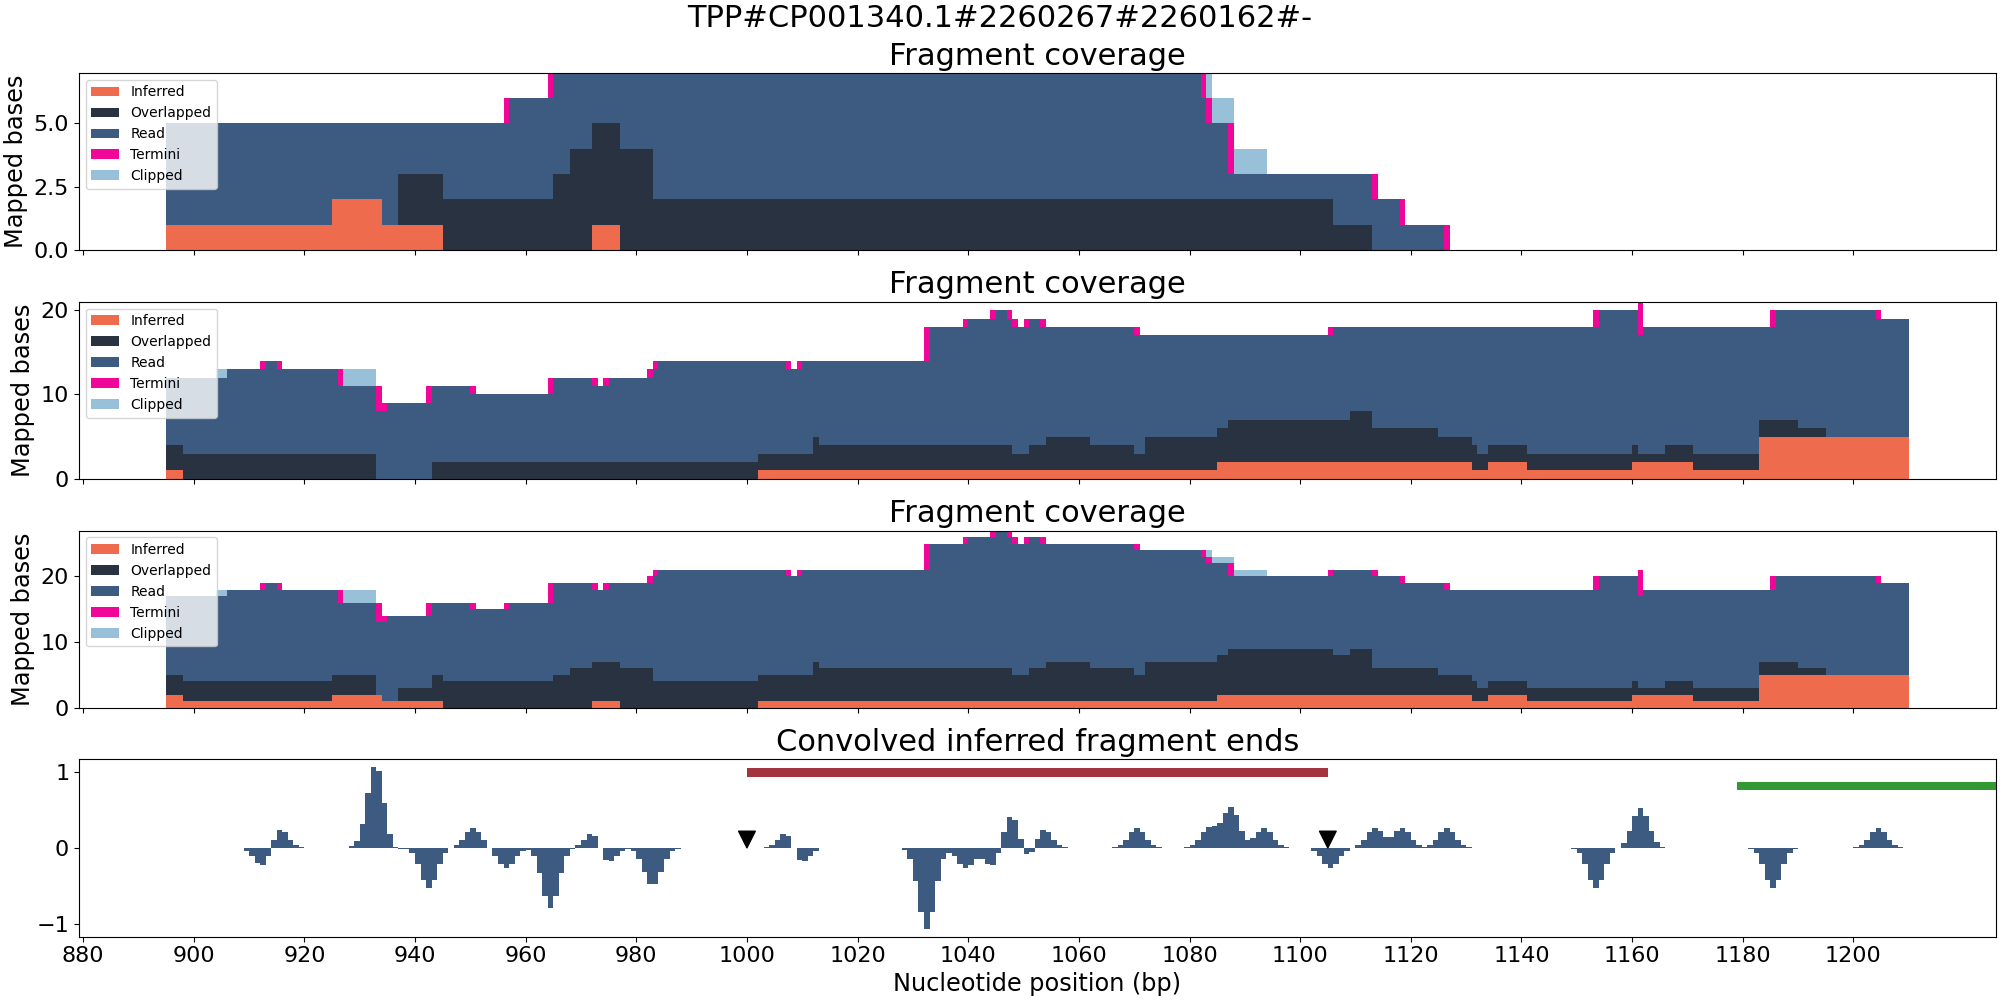 TPP#CP001340.1#2260267#2260162#-
Fragment coverage
Mapped bases
5.0
2.5
0.0
Inferred
Overlapped
Read
Termini
Clipped
Fragment coverage
Mapped bases
20
10
0
Inferred
Overlapped
Read
Termini
Clipped
Fragment coverage
Mapped bases
20
10
0
Inferred
Overlapped
Read
Termini
Clipped
Convolved inferred fragment ends
1
0
−1
880 900 920 940 960 980 1000 1020 1040 1060 1080 1100 1120 1140 1160 1180 1200
Nucleotide position (bp)